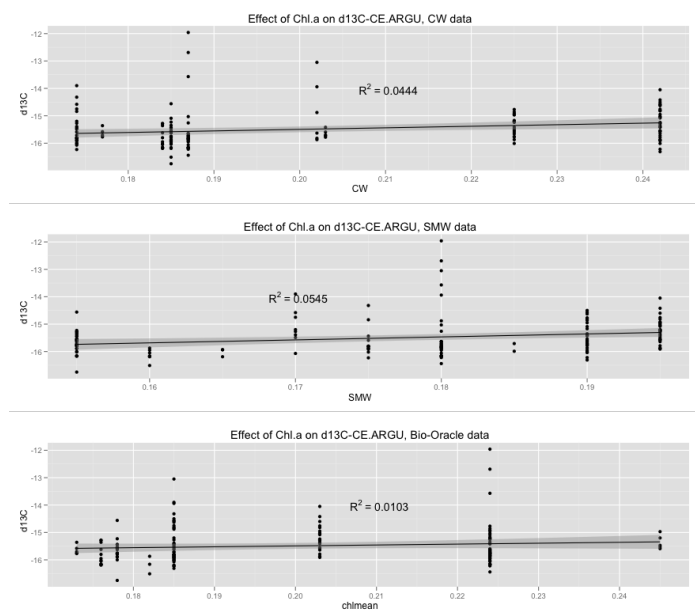 Effect of Chl.a on d13C-CE.ARGU, CW data
-12
-13
-14
-15
-16
d13C
R² = 0.0444
0.18
0.19
0.20
0.21
0.22
0.23
0.24
CW
Effect of Chl.a on d13C-CE.ARGU, SMW data
-12
-13
-14
-15
-16
d13C
R² = 0.0545
0.16
0.17
0.18
0.19
SMW
Effect of Chl.a on d13C-CE.ARGU, Bio-Oracle data
-12
-13
-14
-15
-16
d13C
R² = 0.0103
0.18
0.19
0.20
0.21
0.22
0.23
0.24
chlmean